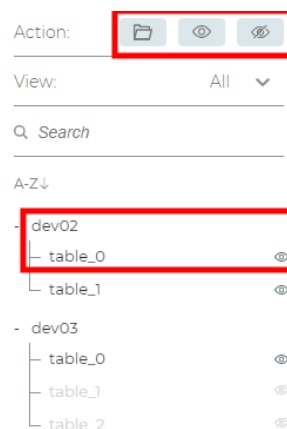 Action:
View: All
Search
A-Z↓
- dev02
table_0
table_1
- dev03
table_0
table_1
table_2